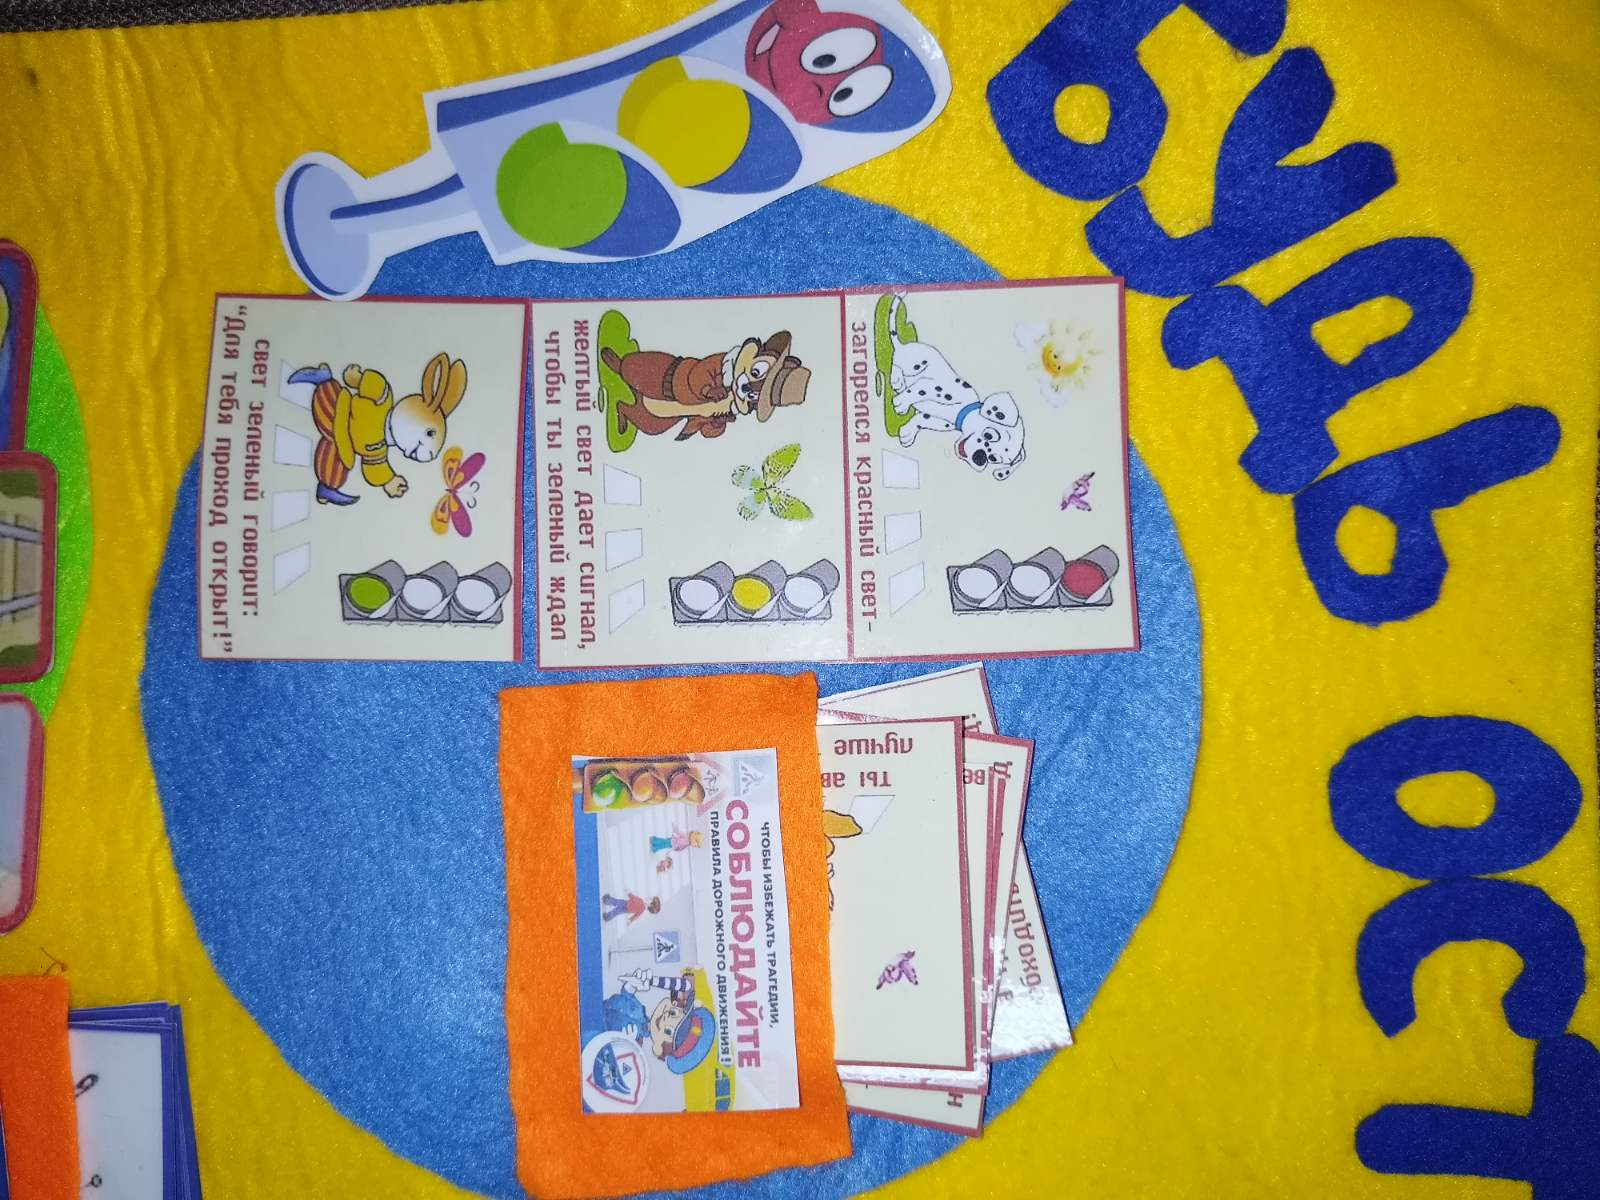 БУДЬ ОСТ
загорелся красный свет-
желтый свет дает сигнал,
чтобы ты зеленый ждал
свет зеленый говорит:
“Для тебя проход открыт!”
ЧТОБЫ ИЗБЕЖАТЬ ТРАГЕДИИ,
СОБЛЮДАЙТЕ
ПРАВИЛА ДОРОЖНОГО ДВИЖЕНИЯ!
лучше
ты ав